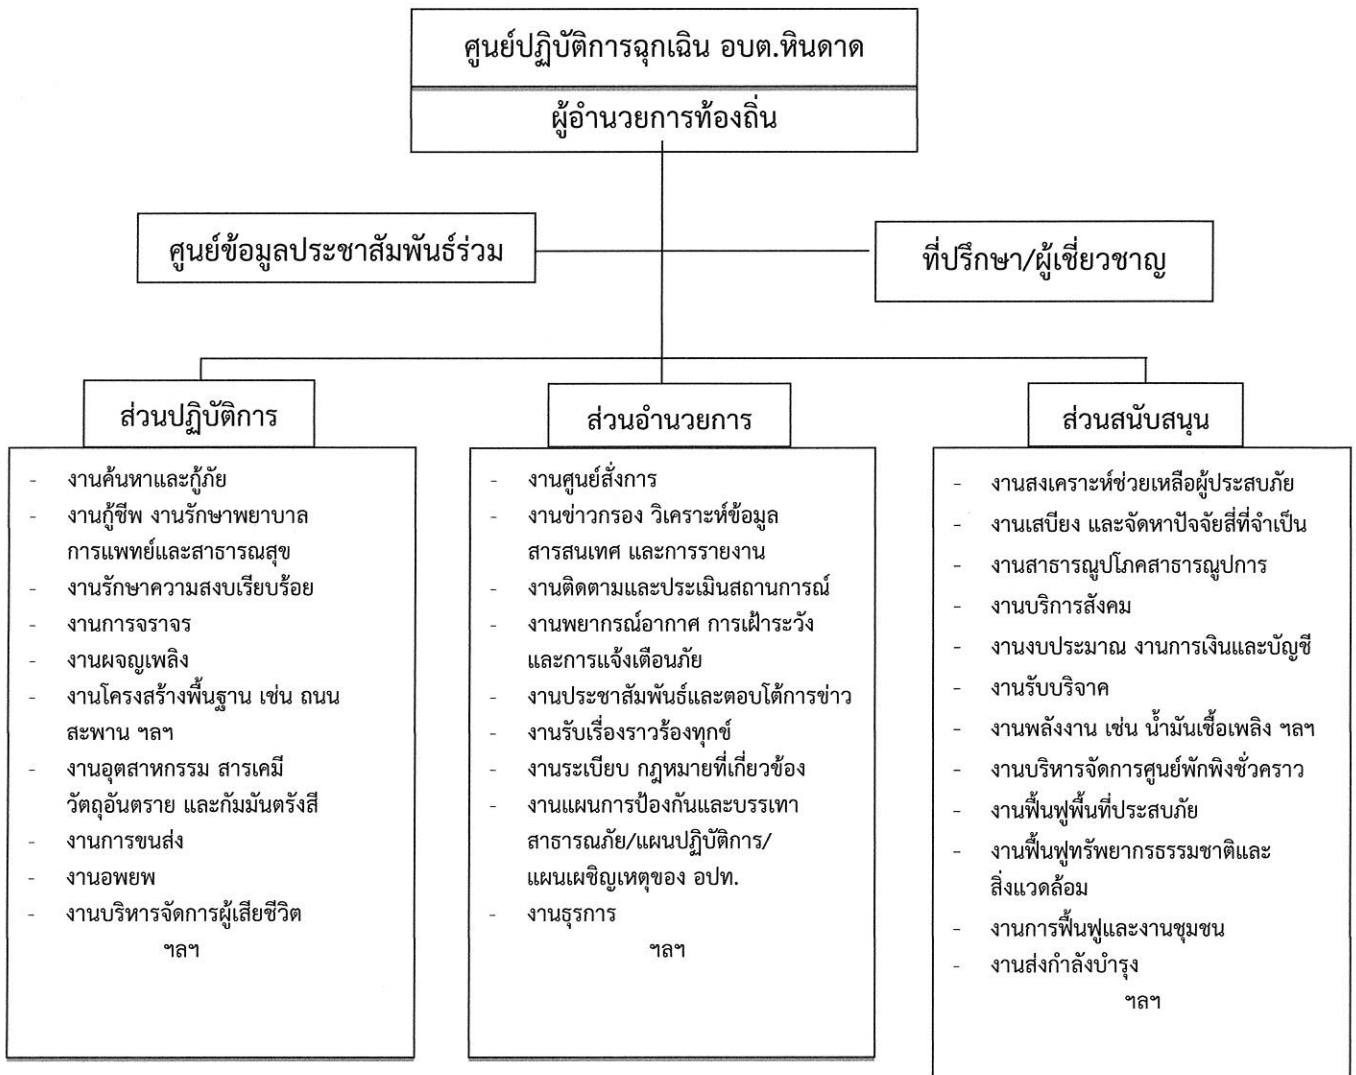 ศูนย์ปฏิบัติการฉุกเฉิน อบต.หินดาด
ผู้อำนวยการท้องถิ่น
ศูนย์ข้อมูลประชาสัมพันธ์ร่วม
ที่ปรึกษา/ผู้เชี่ยวชาญ
ส่วนปฏิบัติการ
- งานค้นหาและกู้ภัย
- งานกู้ชีพ งานรักษาพยาบาล
การแพทย์และสาธารณสุข
- งานรักษาความสงบเรียบร้อย
- งานการจราจร
- งานผจญเพลิง
- งานโครงสร้างพื้นฐาน เช่น ถนน
สะพาน ฯลฯ
- งานอุตสาหกรรม สารเคมี
วัตถุอันตราย และกัมมันตรังสี
- งานการขนส่ง
- งานอพยพ
- งานบริหารจัดการผู้เสียชีวิต
ฯลฯ
ส่วนอำนวยการ
- งานศูนย์สั่งการ
- งานข่าวกรอง วิเคราะห์ข้อมูล
สารสนเทศ และการรายงาน
- งานติดตามและประเมินสถานการณ์
- งานพยากรณ์อากาศ การเฝ้าระวัง
และการแจ้งเตือนภัย
- งานประชาสัมพันธ์และตอบโต้การข่าว
- งานรับเรื่องราวร้องทุกข์
- งานระเบียบ กฎหมายที่เกี่ยวข้อง
- งานแผนการป้องกันและบรรเทา
สาธารณภัย/แผนปฏิบัติการ/
แผนเผชิญเหตุของ อปท.
- งานธุรการ
ฯลฯ
ส่วนสนับสนุน
- งานสงเคราะห์ช่วยเหลือผู้ประสบภัย
- งานเสบียง และจัดหาปัจจัยสี่ที่จำเป็น
- งานสาธารณูปโภคสาธารณูปการ
- งานบริการสังคม
- งานงบประมาณ งานการเงินและบัญชี
- งานรับบริจาค
- งานพลังงาน เช่น น้ำมันเชื้อเพลิง ฯลฯ
- งานบริหารจัดการศูนย์พักพิงชั่วคราว
- งานฟื้นฟูพื้นที่ประสบภัย
- งานฟื้นฟูทรัพยากรธรรมชาติและ
สิ่งแวดล้อม
- งานการฟื้นฟูและงานชุมชน
- งานส่งกำลังบำรุง
ฯลฯ